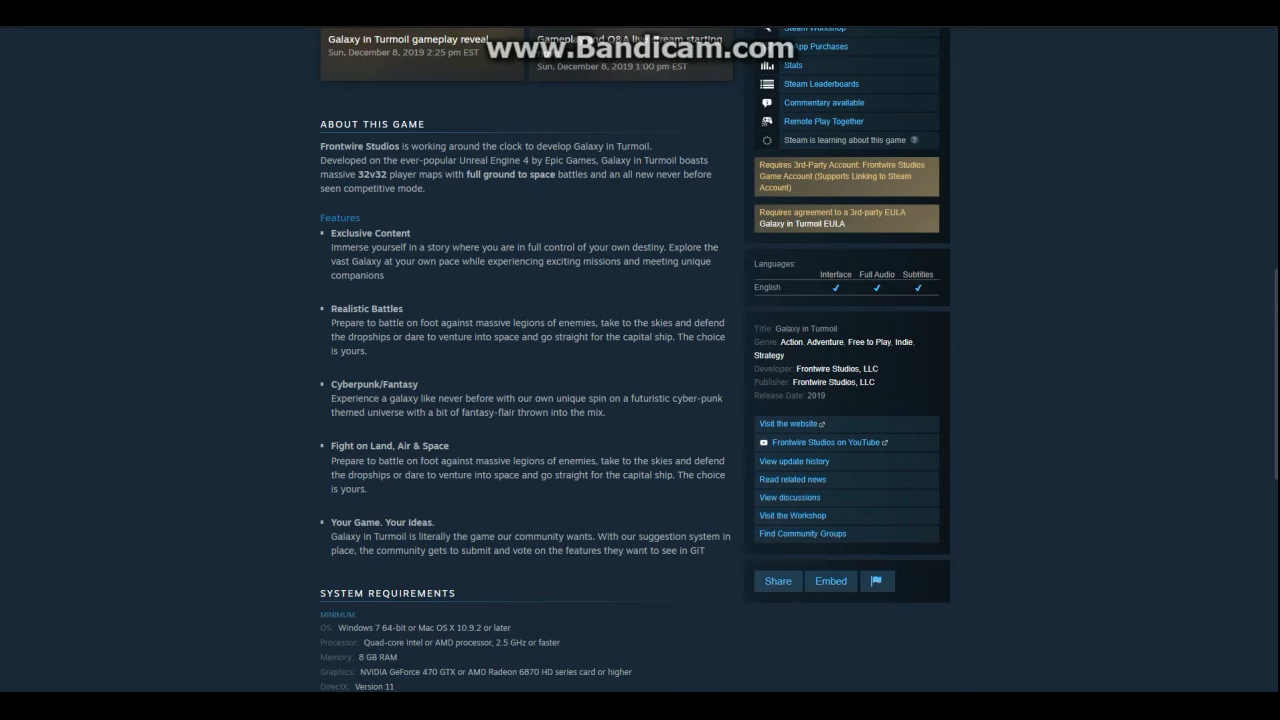 www.Bandicam.com
Galaxy in Turmoil gameplay reveal
Sun, December 8, 2019 2:25 pm EST
Gameplay and Q&A livestream starting
Sun, December 8, 2019 1:00 pm EST
ABOUT THIS GAME
Frontwire Studios is working around the clock to develop Galaxy in Turmoil.
Developed on the ever-popular Unreal Engine 4 by Epic Games, Galaxy in Turmoil boasts
massive 32v32 player maps with full ground to space battles and an all new never before
seen competitive mode.
Features
Exclusive Content
Immerse yourself in a story where you are in full control of your own destiny. Explore the
vast Galaxy at your own pace while experiencing exciting missions and meeting unique
companions
Realistic Battles
Prepare to battle on foot against massive legions of enemies, take to the skies and defend
the dropships or dare to venture into space and go straight for the capital ship. The choice
is yours.
Cyberpunk/Fantasy
Experience a galaxy like never before with our own unique spin on a futuristic cyber-punk
themed universe with a bit of fantasy-flair thrown into the mix.
Fight on Land, Air & Space
Prepare to battle on foot against massive legions of enemies, take to the skies and defend
the dropships or dare to venture into space and go straight for the capital ship. The choice
is yours.
Your Game. Your Ideas.
Galaxy in Turmoil is literally the game our community wants. With our suggestion system in
place, the community gets to submit and vote on the features they want to see in GiT
SYSTEM REQUIREMENTS
MINIMUM:
OS: Windows 7 64-bit or Mac OS X 10.9.2 or later
Processor: Quad-core Intel or AMD processor, 2.5 GHz or faster
Memory: 8 GB RAM
Graphics: NVIDIA GeForce 470 GTX or AMD Radeon 6870 HD series card or higher
DirectX: Version 11
Steam Workshop
App Purchases
Stats
Steam Leaderboards
Commentary available
Remote Play Together
Steam is learning about this game ?
Requires 3rd-Party Account: Frontwire Studios
Game Account (Supports Linking to Steam
Account)
Requires agreement to a 3rd-party EULA
Galaxy in Turmoil EULA
Languages:
Interface Full Audio Subtitles
English ✔ ✔ ✔
Title: Galaxy in Turmoil
Genre: Action, Adventure, Free to Play, Indie,
Strategy
Developer: Frontwire Studios, LLC
Publisher: Frontwire Studios, LLC
Release Date: 2019
Visit the website
Frontwire Studios on YouTube
View update history
Read related news
View discussions
Visit the Workshop
Find Community Groups
Share Embed